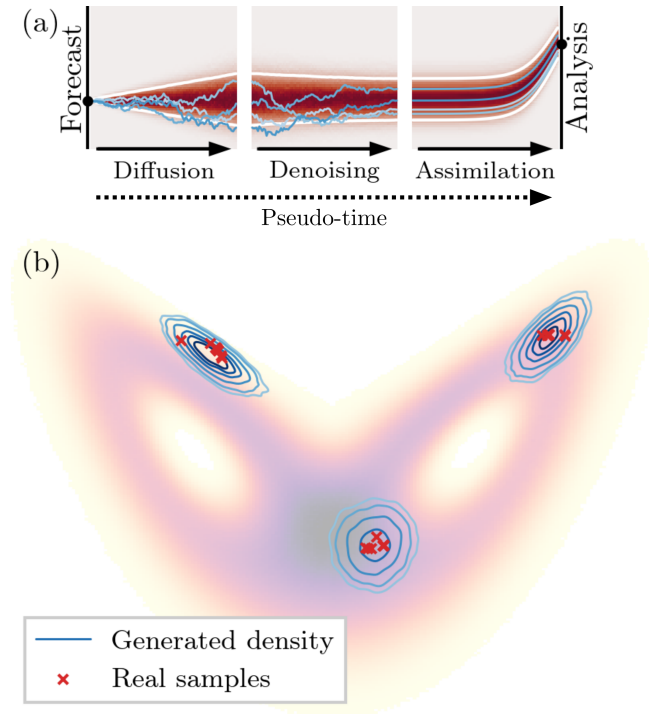 (a)
Forecast
Analysis
Diffusion
Denoising
Assimilation
Pseudo-time
(b)
Generated density
Real samples